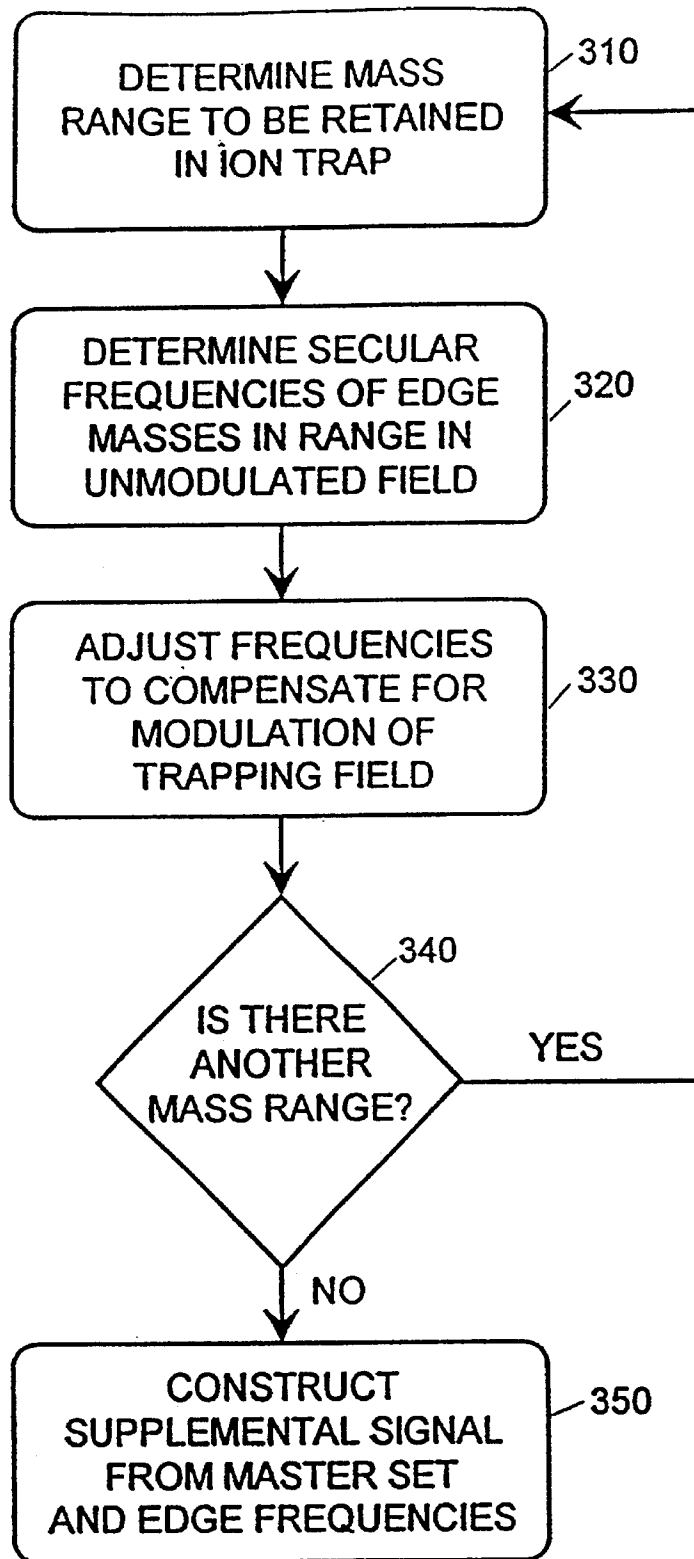 310
DETERMINE MASS
RANGE TO BE RETAINED
IN ION TRAP
DETERMINE SECULAR
FREQUENCIES OF EDGE
MASSES IN RANGE IN
UNMODULATED FIELD
320
ADJUST FREQUENCIES
TO COMPENSATE FOR
MODULATION OF
TRAPPING FIELD
330
340
IS THERE
ANOTHER
MASS RANGE?
YES
NO
CONSTRUCT
SUPPLEMENTAL SIGNAL
FROM MASTER SET
AND EDGE FREQUENCIES
350